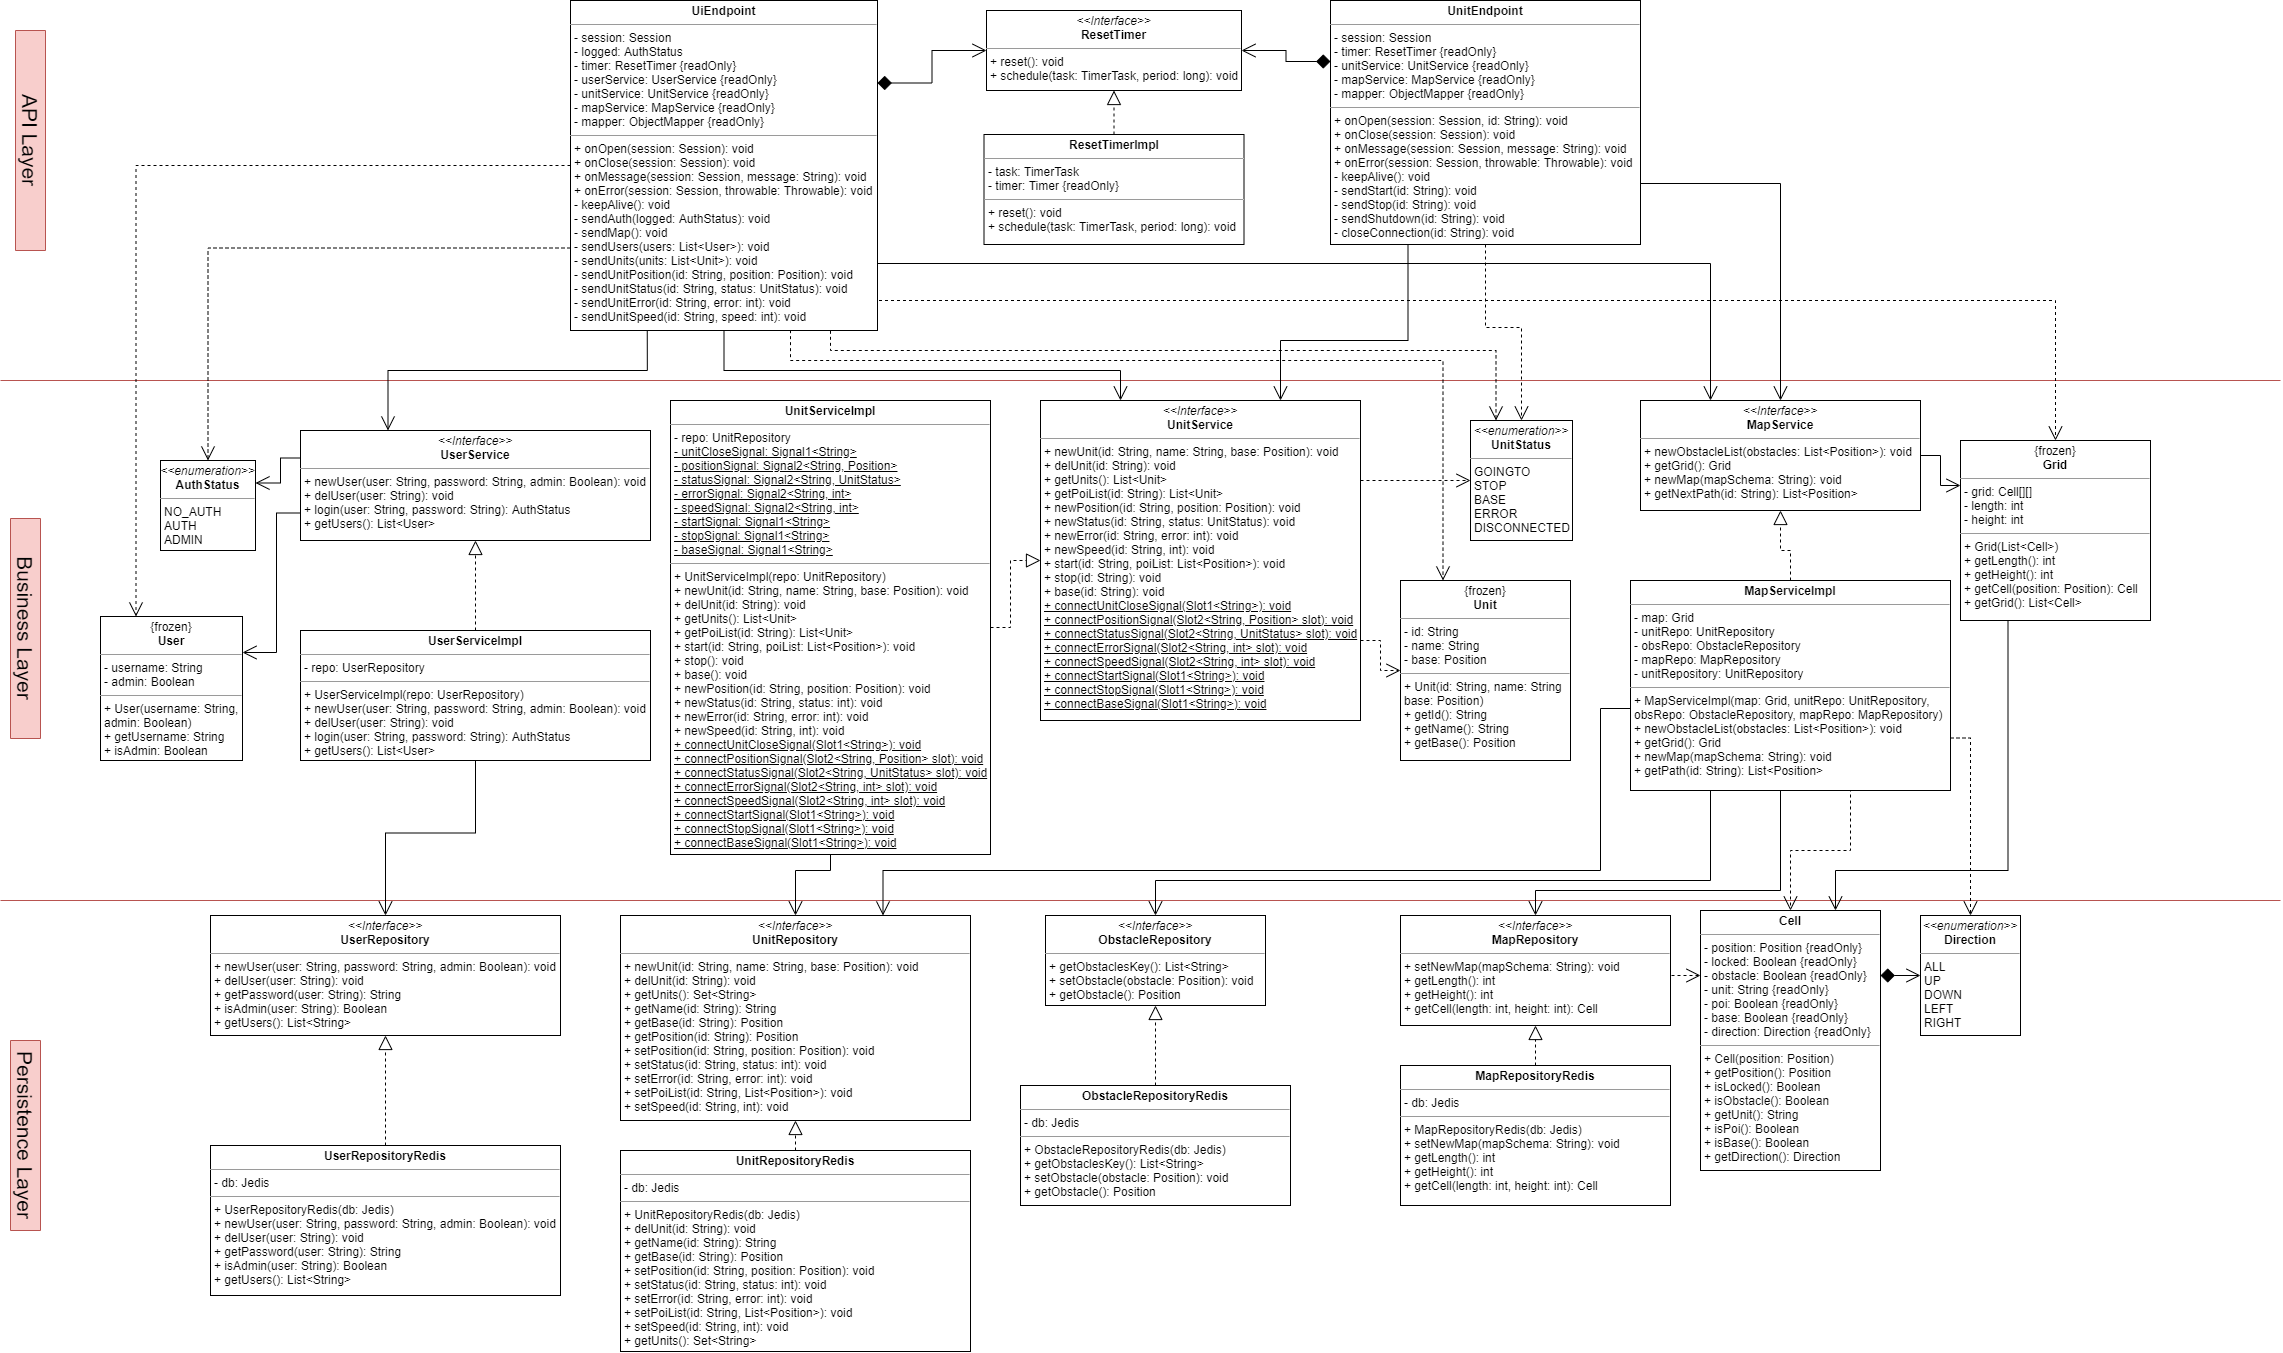 API Layer
UiEndpoint
- session: Session
- logged: AuthStatus
- timer: ResetTimer {readOnly}
- userService: UserService {readOnly}
- unitService: UnitService {readOnly}
- mapService: MapService {readOnly}
- mapper: ObjectMapper {readOnly}
+ onOpen(session: Session): void
+ onClose(session: Session): void
+ onMessage(session: Session, message: String): void
+ onError(session: Session, throwable: Throwable): void
- keepAlive(): void
- sendAuth(logged: AuthStatus): void
- sendMap(): void
- sendUsers(users: List<User>): void
- sendUnits(units: List<Unit>): void
- sendUnitPosition(id: String, position: Position): void
- sendUnitStatus(id: String, status: UnitStatus): void
- sendUnitError(id: String, error: int): void
- sendUnitSpeed(id: String, speed: int): void
<<Interface>>
ResetTimer
+ reset(): void
+ schedule(task: TimerTask, period: long): void
ResetTimerImpl
- task: TimerTask
- timer: Timer {readOnly}
+ reset(): void
+ schedule(task: TimerTask, period: long): void
UnitEndpoint
- session: Session
- timer: ResetTimer {readOnly}
- unitService: UnitService {readOnly}
- mapService: MapService {readOnly}
- mapper: ObjectMapper {readOnly}
+ onOpen(session: Session, id: String): void
+ onClose(session: Session): void
+ onMessage(session: Session, message: String): void
+ onError(session: Session, throwable: Throwable): void
- keepAlive(): void
- sendStart(id: String): void
- sendStop(id: String): void
- sendShutdown(id: String): void
- closeConnection(id: String): void
Business Layer
<<enumeration>>
AuthStatus
NO_AUTH
AUTH
ADMIN
{frozen}
User
- username: String
- admin: Boolean
+ User(username: String,
admin: Boolean)
+ getUsername: String
+ isAdmin: Boolean
<<Interface>>
UserService
+ newUser(user: String, password: String, admin: Boolean): void
+ delUser(user: String): void
+ login(user: String, password: String): AuthStatus
+ getUsers(): List<User>
UserServiceImpl
- repo: UserRepository
+ UserServiceImpl(repo: UserRepository)
+ newUser(user: String, password: String, admin: Boolean): void
+ delUser(user: String): void
+ login(user: String, password: String): AuthStatus
+ getUsers(): List<User>
UnitServiceImpl
- repo: UnitRepository
- unitCloseSignal: Signal1<String>
- positionSignal: Signal2<String, Position>
- statusSignal: Signal2<String, UnitStatus>
- errorSignal: Signal2<String, int>
- speedSignal: Signal2<String, int>
- startSignal: Signal1<String>
- stopSignal: Signal1<String>
- baseSignal: Signal1<String>
+ UnitServiceImpl(repo: UnitRepository)
+ newUnit(id: String, name: String, base: Position): void
+ delUnit(id: String): void
+ getUnits(): List<Unit>
+ getPoiList(id: String): List<Unit>
+ start(id: String, poiList: List<Position>): void
+ stop(): void
+ base(): void
+ newPosition(id: String, position: Position): void
+ newStatus(id: String, status: int): void
+ newError(id: String, error: int): void
+ newSpeed(id: String, int): void
+ connectUnitCloseSignal(Slot1<String>): void
+ connectPositionSignal(Slot2<String, Position> slot): void
+ connectStatusSignal(Slot2<String, UnitStatus> slot): void
+ connectErrorSignal(Slot2<String, int> slot): void
+ connectSpeedSignal(Slot2<String, int> slot): void
+ connectStartSignal(Slot1<String>): void
+ connectStopSignal(Slot1<String>): void
+ connectBaseSignal(Slot1<String>): void
<<Interface>>
UnitService
+ newUnit(id: String, name: String, base: Position): void
+ delUnit(id: String): void
+ getUnits(): List<Unit>
+ getPoiList(id: String): List<Unit>
+ newPosition(id: String, position: Position): void
+ newStatus(id: String, status: UnitStatus): void
+ newError(id: String, error: int): void
+ newSpeed(id: String, int): void
+ start(id: String, poiList: List<Position>): void
+ stop(id: String): void
+ base(id: String): void
+ connectUnitCloseSignal(Slot1<String>): void
+ connectPositionSignal(Slot2<String, Position> slot): void
+ connectStatusSignal(Slot2<String, UnitStatus> slot): void
+ connectErrorSignal(Slot2<String, int> slot): void
+ connectSpeedSignal(Slot2<String, int> slot): void
+ connectStartSignal(Slot1<String>): void
+ connectStopSignal(Slot1<String>): void
+ connectBaseSignal(Slot1<String>): void
<<enumeration>>
UnitStatus
GOINGTO
STOP
BASE
ERROR
DISCONNECTED
{frozen}
Unit
- id: String
- name: String
- base: Position
+ Unit(id: String, name: String
base: Position)
+ getId(): String
+ getName(): String
+ getBase(): Position
<<Interface>>
MapService
+ newObstacleList(obstacles: List<Position>): void
+ getGrid(): Grid
+ newMap(mapSchema: String): void
+ getNextPath(id: String): List<Position>
MapServiceImpl
- map: Grid
- unitRepo: UnitRepository
- obsRepo: ObstacleRepository
- mapRepo: MapRepository
- unitRepository: UnitRepository
+ MapServiceImpl(map: Grid, unitRepo: UnitRepository,
obsRepo: ObstacleRepository, mapRepo: MapRepository)
+ newObstacleList(obstacles: List<Position>): void
+ getGrid(): Grid
+ newMap(mapSchema: String): void
+ getPath(id: String): List<Position>
{frozen}
Grid
- grid: Cell[][]
- length: int
- height: int
+ Grid(List<Cell>)
+ getLength(): int
+ getHeight(): int
+ getCell(position: Position): Cell
+ getGrid(): List<Cell>
Persistence Layer
<<Interface>>
UserRepository
+ newUser(user: String, password: String, admin: Boolean): void
+ delUser(user: String): void
+ getPassword(user: String): String
+ isAdmin(user: String): Boolean
+ getUsers(): List<String>
UserRepositoryRedis
- db: Jedis
+ UserRepositoryRedis(db: Jedis)
+ newUser(user: String, password: String, admin: Boolean): void
+ delUser(user: String): void
+ getPassword(user: String): String
+ isAdmin(user: String): Boolean
+ getUsers(): List<String>
<<Interface>>
UnitRepository
+ newUnit(id: String, name: String, base: Position): void
+ delUnit(id: String): void
+ getUnits(): Set<String>
+ getName(id: String): String
+ getBase(id: String): Position
+ getPosition(id: String): Position
+ setPosition(id: String, position: Position): void
+ setStatus(id: String, status: int): void
+ setError(id: String, error: int): void
+ setPoiList(id: String, List<Position>): void
+ setSpeed(id: String, int): void
UnitRepositoryRedis
- db: Jedis
+ UnitRepositoryRedis(db: Jedis)
+ delUnit(id: String): void
+ getName(id: String): String
+ getBase(id: String): Position
+ setPosition(id: String, position: Position): void
+ setStatus(id: String, status: int): void
+ setError(id: String, error: int): void
+ setPoiList(id: String, List<Position>): void
+ setSpeed(id: String, int): void
+ getUnits(): Set<String>
<<Interface>>
ObstacleRepository
+ getObstaclesKey(): List<String>
+ setObstacle(obstacle: Position): void
+ getObstacle(): Position
ObstacleRepositoryRedis
- db: Jedis
+ ObstacleRepositoryRedis(db: Jedis)
+ getObstaclesKey(): List<String>
+ setObstacle(obstacle: Position): void
+ getObstacle(): Position
<<Interface>>
MapRepository
+ setNewMap(mapSchema: String): void
+ getLength(): int
+ getHeight(): int
+ getCell(length: int, height: int): Cell
MapRepositoryRedis
- db: Jedis
+ MapRepositoryRedis(db: Jedis)
+ setNewMap(mapSchema: String): void
+ getLength(): int
+ getHeight(): int
+ getCell(length: int, height: int): Cell
Cell
- position: Position {readOnly}
- locked: Boolean {readOnly}
- obstacle: Boolean {readOnly}
- unit: String {readOnly}
- poi: Boolean {readOnly}
- base: Boolean {readOnly}
- direction: Direction {readOnly}
+ Cell(position: Position)
+ getPosition(): Position
+ isLocked(): Boolean
+ isObstacle(): Boolean
+ getUnit(): String
+ isPoi(): Boolean
+ isBase(): Boolean
+ getDirection(): Direction
<<enumeration>>
Direction
ALL
UP
DOWN
LEFT
RIGHT